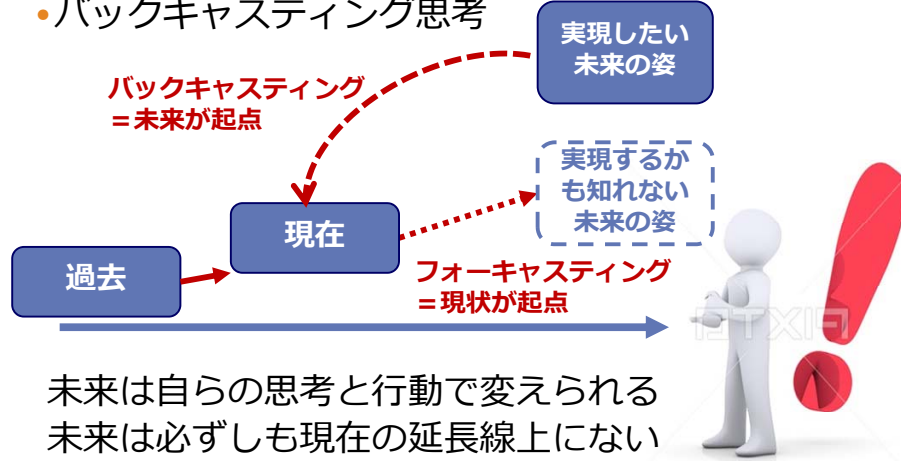 •バックキャスティング思考
実現したい
未来の姿
バックキャスティング
＝未来が起点
実現するか
も知れない
未来の姿
現在
過去
フォーキャスティング
＝現状が起点
未来は自らの思考と行動で変えられる
未来は必ずしも現在の延長線上にない